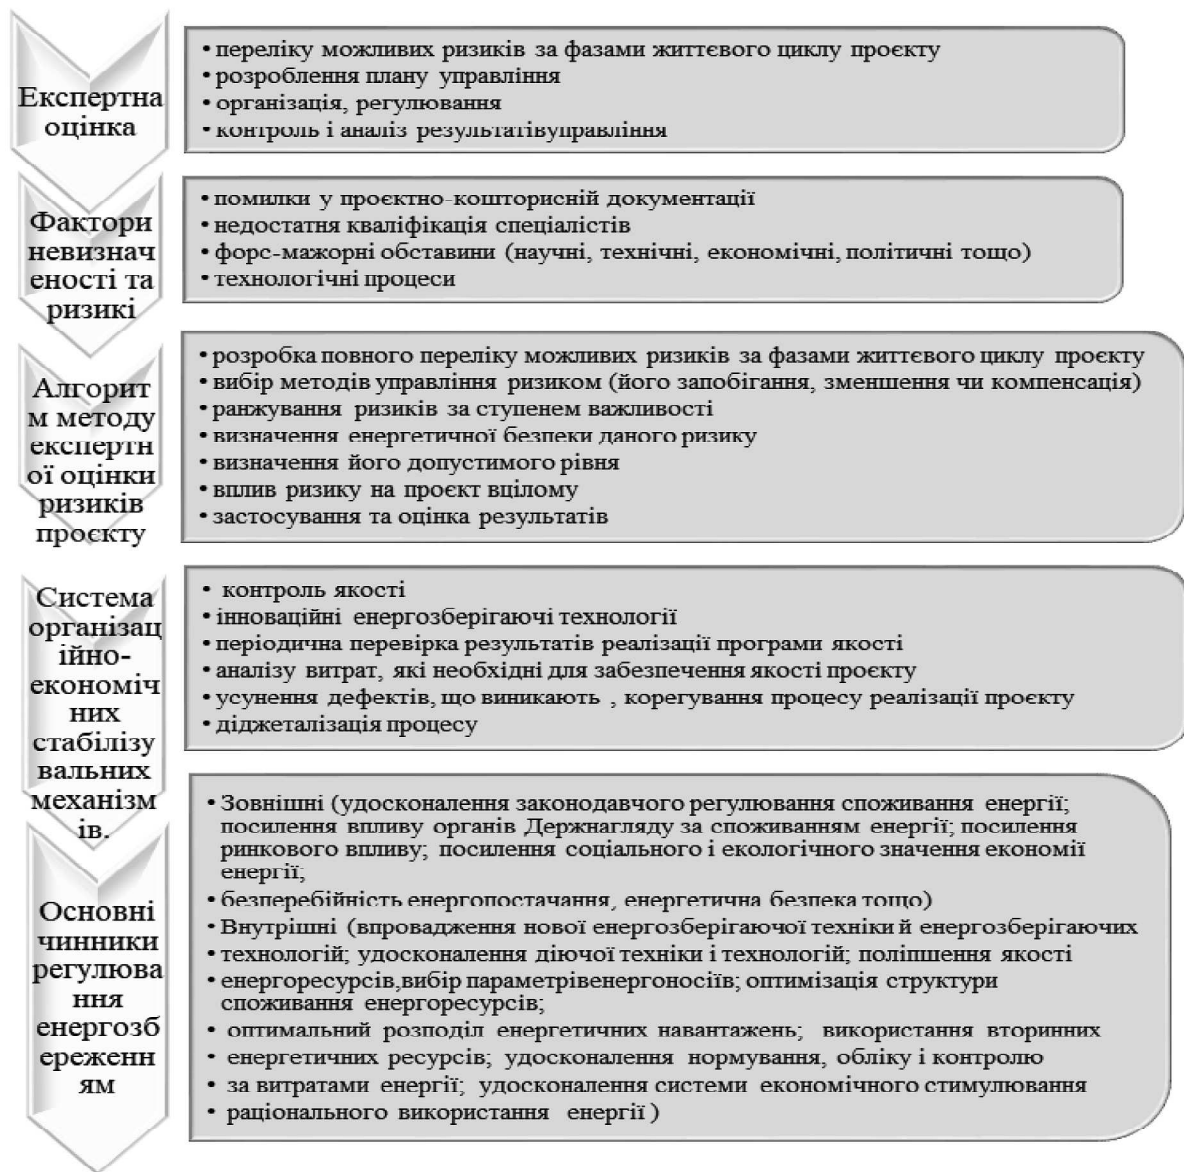 Експертна
оцінка
• переліку можливих ризиків за фазами життєвого циклу проєкту
• розроблення плану управління
• організація, регулювання
• контроль і аналіз результатівуправління
Фактори
невизнач
еності та
ризикі
• помилки у проєктно-кошторисній документації
• недостатня кваліфікація спеціалістів
• форс-мажорні обставини (научні, технічні, економічні, політичні тощо)
• технологічні процеси
Алгорит
м методу
експертн
ої оцінки
ризиків
проєкту
• розробка повного переліку можливих ризиків за фазами життєвого циклу проєкту
• вибір методів управління ризиком (його запобігання, зменшення чи компенсація)
• ранжування ризиків за ступенем важливості
• визначення енергетичної безпеки даного ризику
• визначення його допустимого рівня
• вплив ризику на проєкт вцілому
• застосування та оцінка результатів
Система
організац
ійно-
економіч
них
стабілізу
вальних
механізм
ів.
• контроль якості
• інноваційні енергозберігаючі технології
• періодична перевірка результатів реалізації програми якості
• аналізу витрат, які необхідні для забезпечення якості проєкту
• усунення дефектів, що виникають , корегування процесу реалізації проєкту
• діджеталізація процесу
Основні
чинники
регулюва
ння
енергозб
ереженн
ям
• Зовнішні (удосконалення законодавчого регулювання споживання енергії;
посилення впливу органів Держнагляду за споживанням енергії; посилення
ринкового впливу; посилення соціального і екологічного значення економії
енергії;
• безперебійність енергопостачання, енергетична безпека тощо)
• Внутрішні (впровадження нової енергозберігаючої техніки й енергозберігаючих
• технологій; удосконалення діючої техніки і технологій; поліпшення якості
• енергоресурсів,вибір параметрівенергоносіїв; оптимізація структури
споживання енергоресурсів;
• оптимальний розподіл енергетичних навантажень; використання вторинних
• енергетичних ресурсів; удосконалення нормування, обліку і контролю
• за витратами енергії; удосконалення системи економічного стимулювання
• раціонального використання енергії )